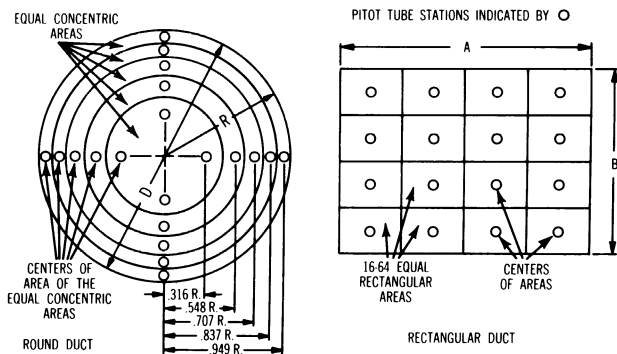 EQUAL CONCENTRIC
AREAS
R
D
CENTERS OF
AREA OF THE
EQUAL CONCENTRIC
AREAS
.316 R.
.548 R.
.707 R.
.837 R.
.949 R.
ROUND DUCT
PITOT TUBE STATIONS INDICATED BY O
A
B
16-64 EQUAL
RECTANGULAR
AREAS
CENTERS
OF AREAS
RECTANGULAR DUCT